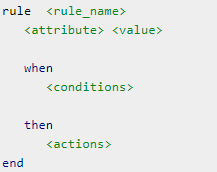 rule <rule_name>
<attribute> <value>
when
<conditions>
then
<actions>
end